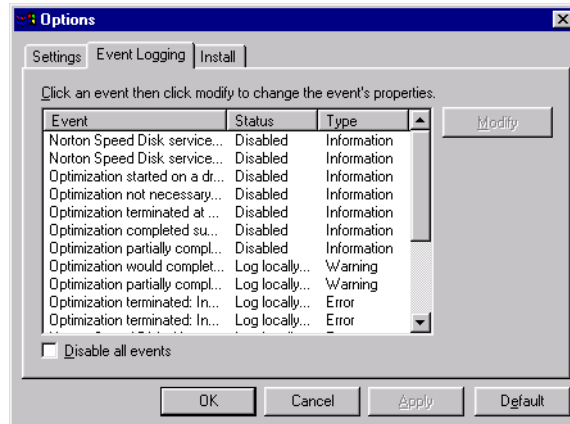 Options
Settings Event Logging Install
Click an event then click modify to change the event's properties.
Event Status Type
Modify
Norton Speed Disk service... Disabled Information
Norton Speed Disk service... Disabled Information
Optimization started on a dr... Disabled Information
Optimization not necessary... Disabled Information
Optimization terminated at ... Disabled Information
Optimization completed su... Disabled Information
Optimization partially compl... Disabled Information
Optimization would complet... Log locally... Warning
Optimization partially compl... Log locally... Warning
Optimization terminated: In... Log locally... Error
Optimization terminated: In... Log locally... Error
Disable all events
OK Cancel Apply Default